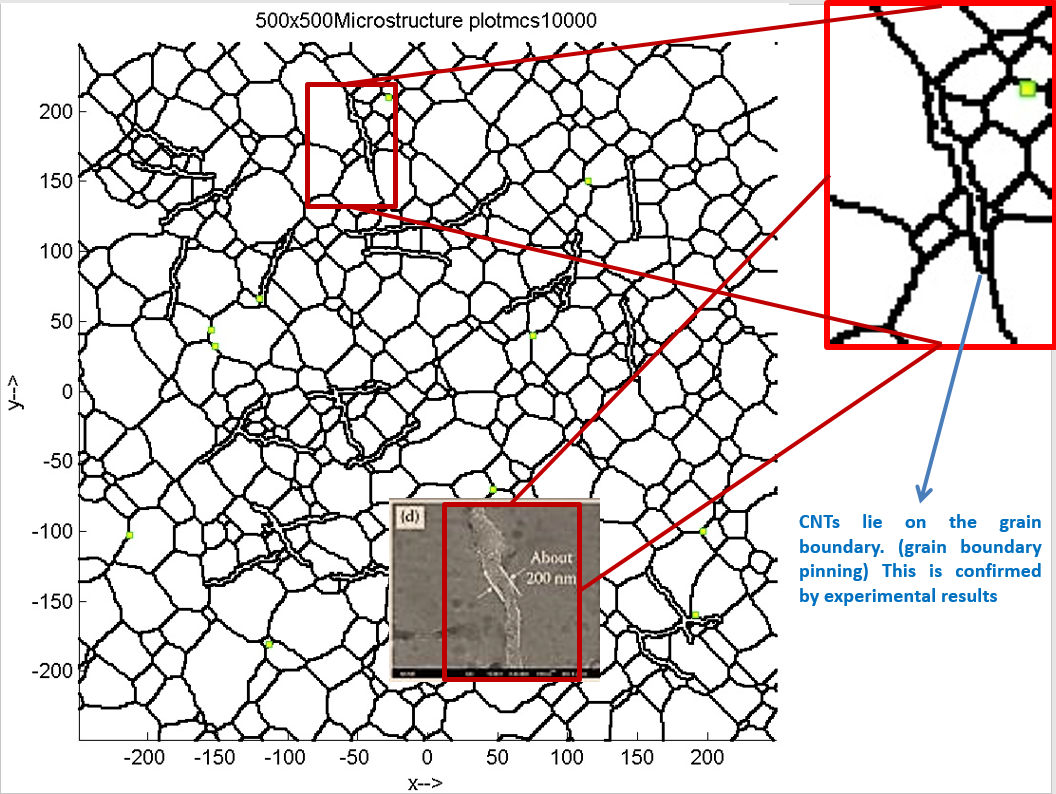 500x500Microstructure plotmcs10000
200
150
100
50
0
-50
-100
-150
-200
y-->
-200
-150
-100
-50
0
50
100
150
200
x-->
(d)
About
200 nm
CNTs lie on the grain
boundary. (grain boundary
pinning) This is confirmed
by experimental results